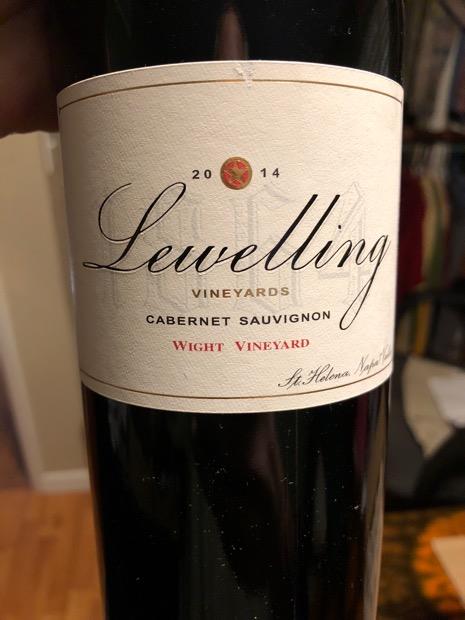 20 14
Lewelling
VINEYARDS
CABERNET SAUVIGNON
WIGHT VINEYARD
St. Helena, Napa